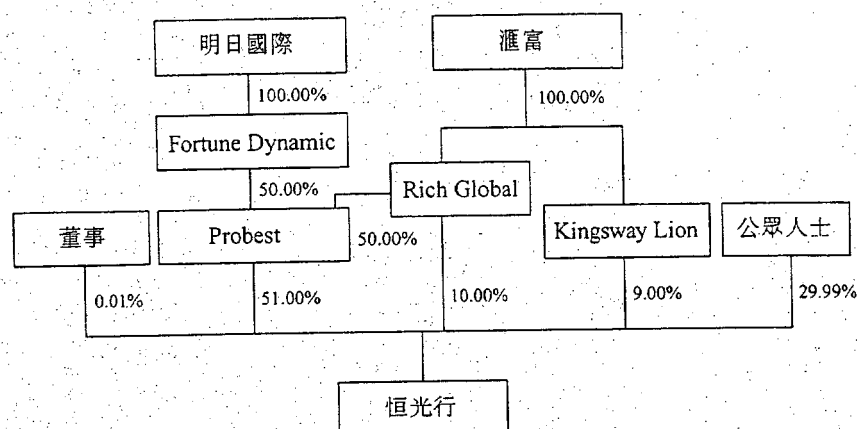 明日國際
滙富
100.00%
100.00%
Fortune Dynamic
50.00%
Rich Global
董事
Probest
50.00%
Kingsway Lion
公眾人士
0.01%
51.00%
10.00%
9.00%
29.99%
恒光行